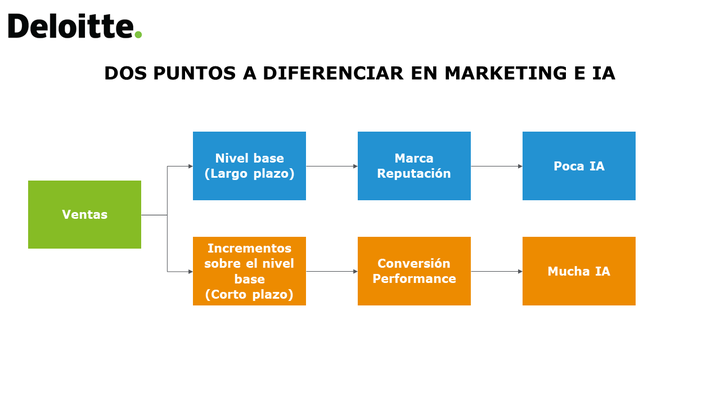 Deloitte.
DOS PUNTOS A DIFERENCIAR EN MARKETING E IA
Ventas
Nivel base
(Largo plazo)
Marca
Reputación
Poca IA
Incrementos
sobre el nivel
base
(Corto plazo)
Conversión
Performance
Mucha IA